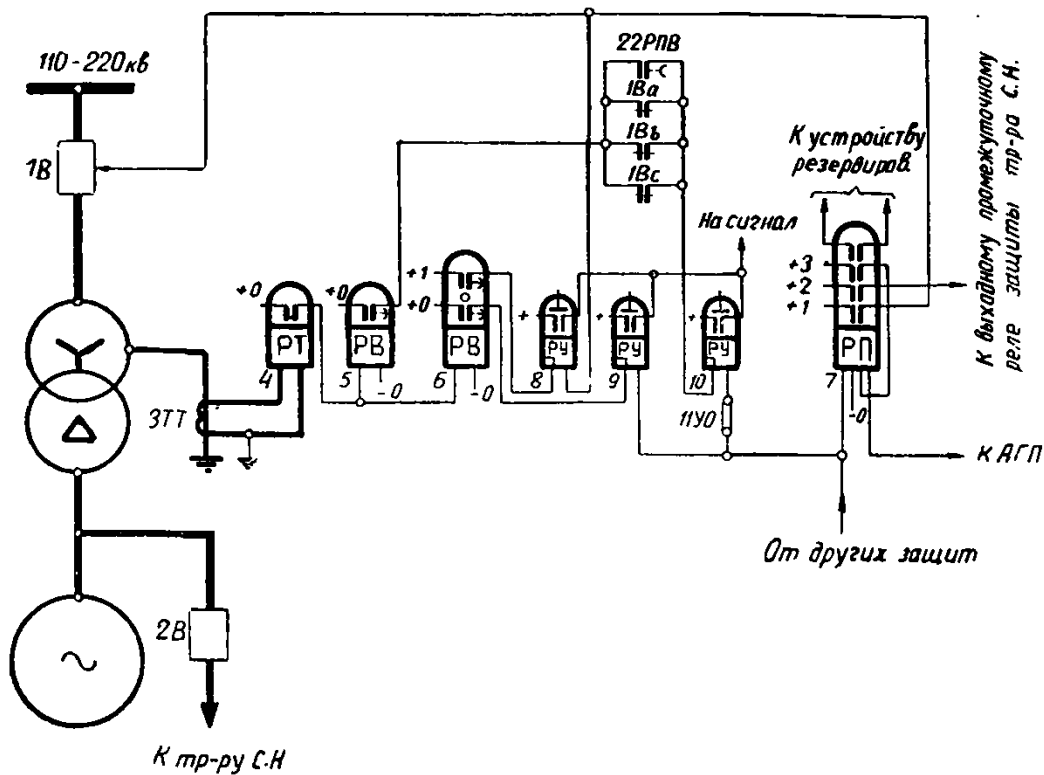 110-220кв
1В
22РПВ
1Ва
1Вb
1Вс
К устройству
резервиров.
К выхадному промежуточному
реле защиты тр-ра С.Н.
На сигнал
+0
РТ
4
+0
РВ
5
-0
+1
+0
РВ
6
-0
+
РУ
8
+
РУ
9
+
РУ
10
11УО
+3
+2
+1
РП
7
-0
3ТТ
К АГП
От других защит
2В
К тр-ру С.Н